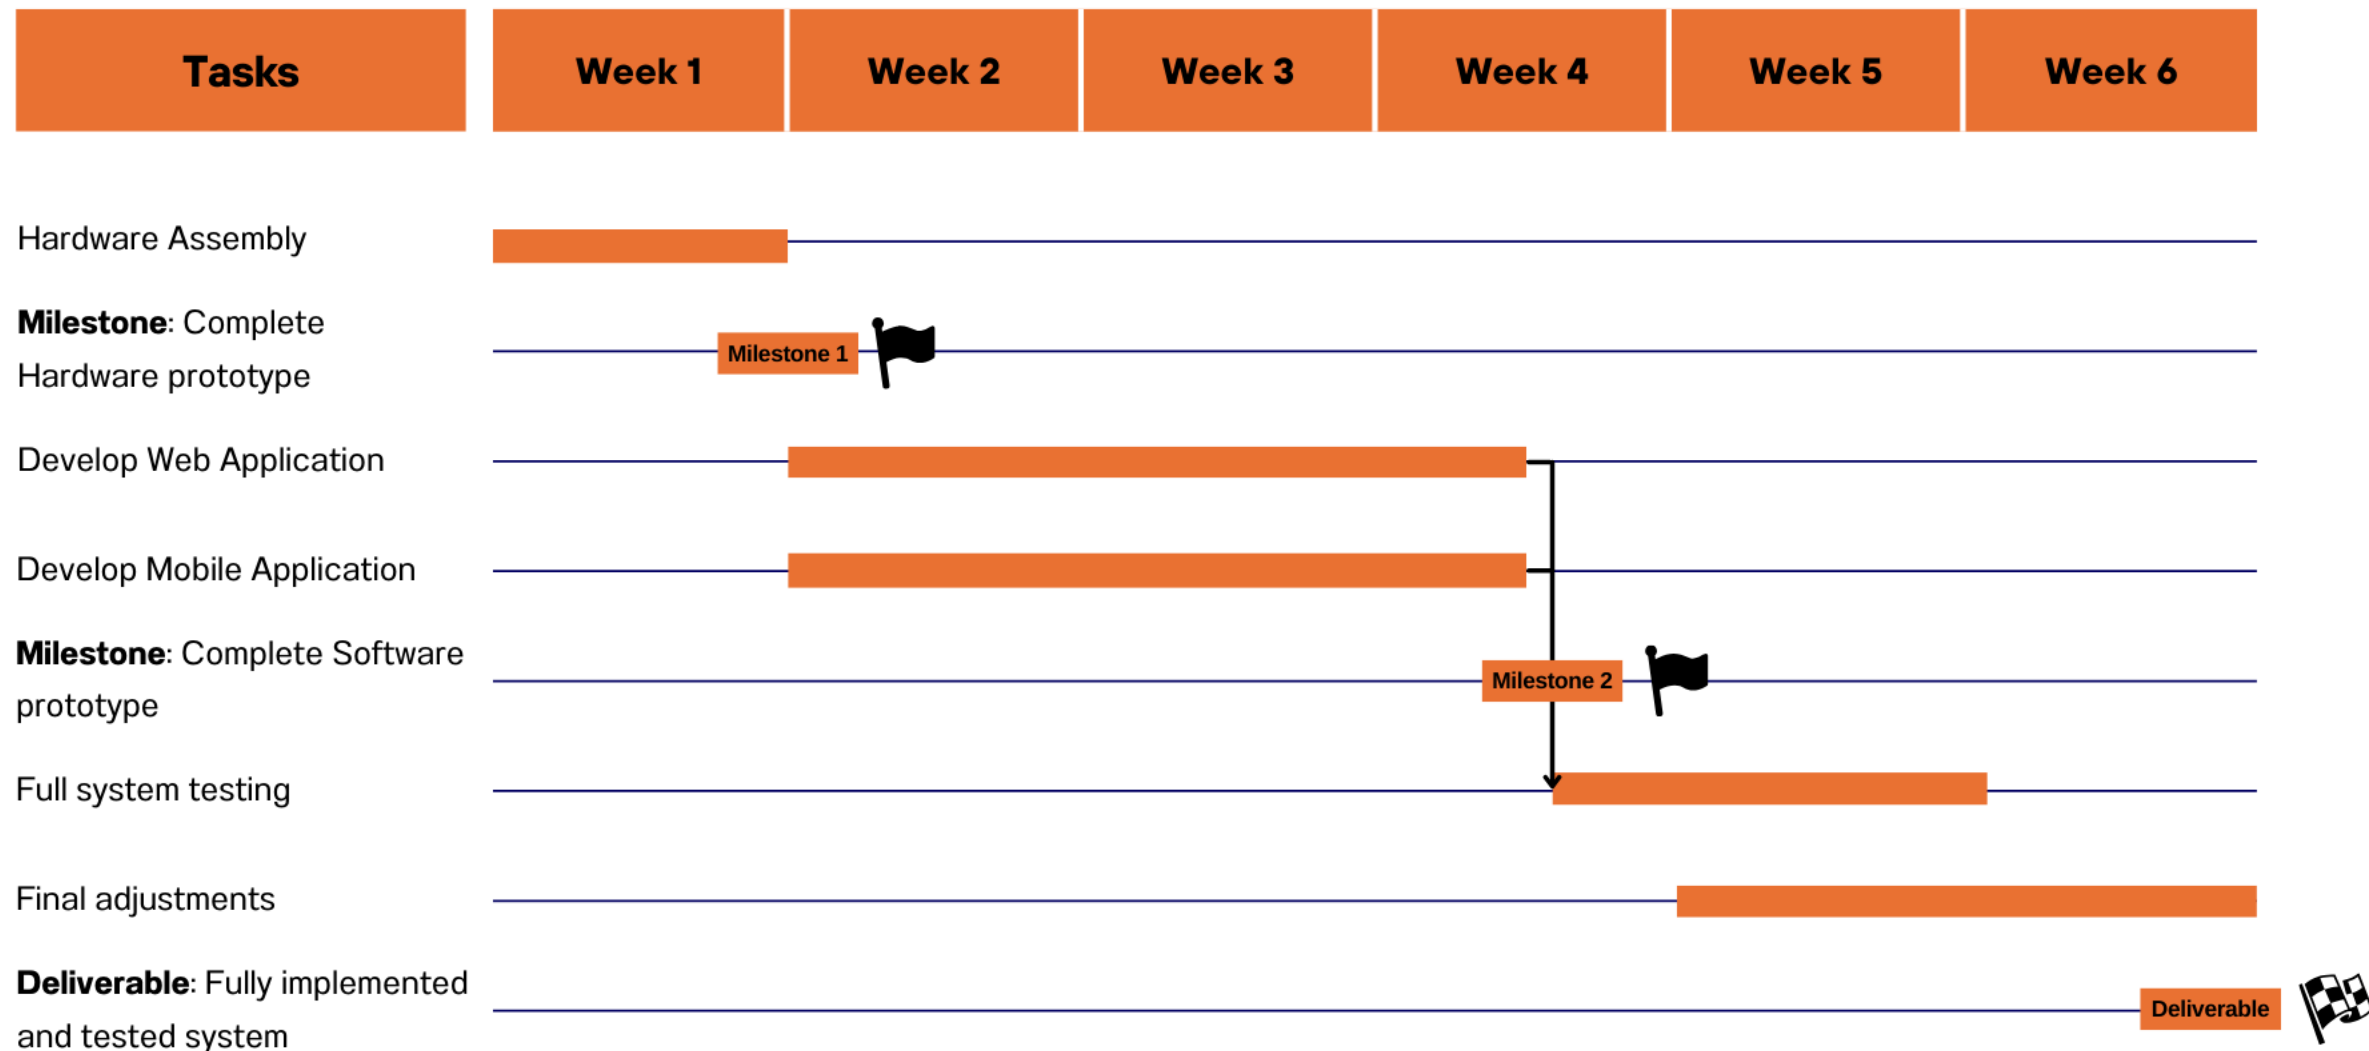 Tasks
Week 1
Week 2
Week 3
Week 4
Week 5
Week 6
Hardware Assembly
Milestone: Complete
Hardware prototype
Milestone 1
Develop Web Application
Develop Mobile Application
Milestone: Complete Software
prototype
Milestone 2
Full system testing
Final adjustments
Deliverable: Fully implemented
and tested system
Deliverable